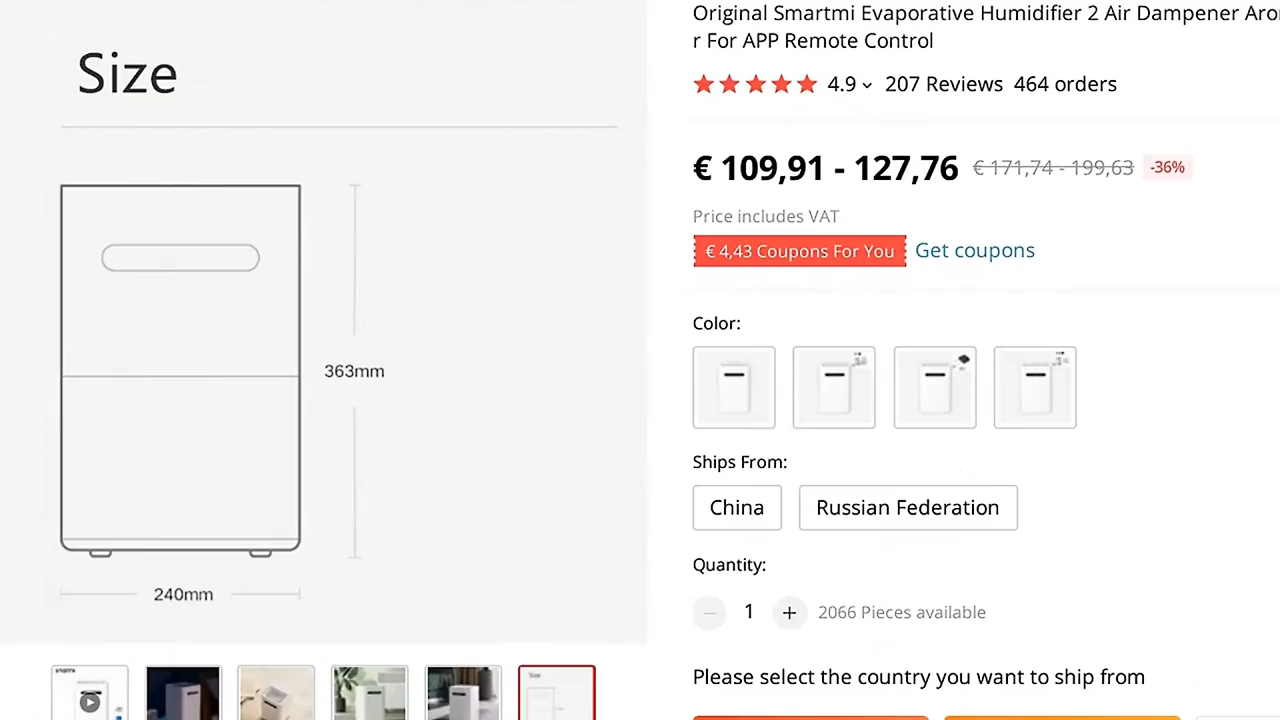 Size
363mm
240mm
Original Smartmi Evaporative Humidifier 2 Air Dampener Aro
r For APP Remote Control
4.9 207 Reviews 464 orders
€ 109,91 - 127,76 € 171,74 - 199,63 -36%
Price includes VAT
€ 4,43 Coupons For You Get coupons
Color:
Ships From:
China Russian Federation
Quantity:
− 1 + 2066 Pieces available
Please select the country you want to ship from
Size